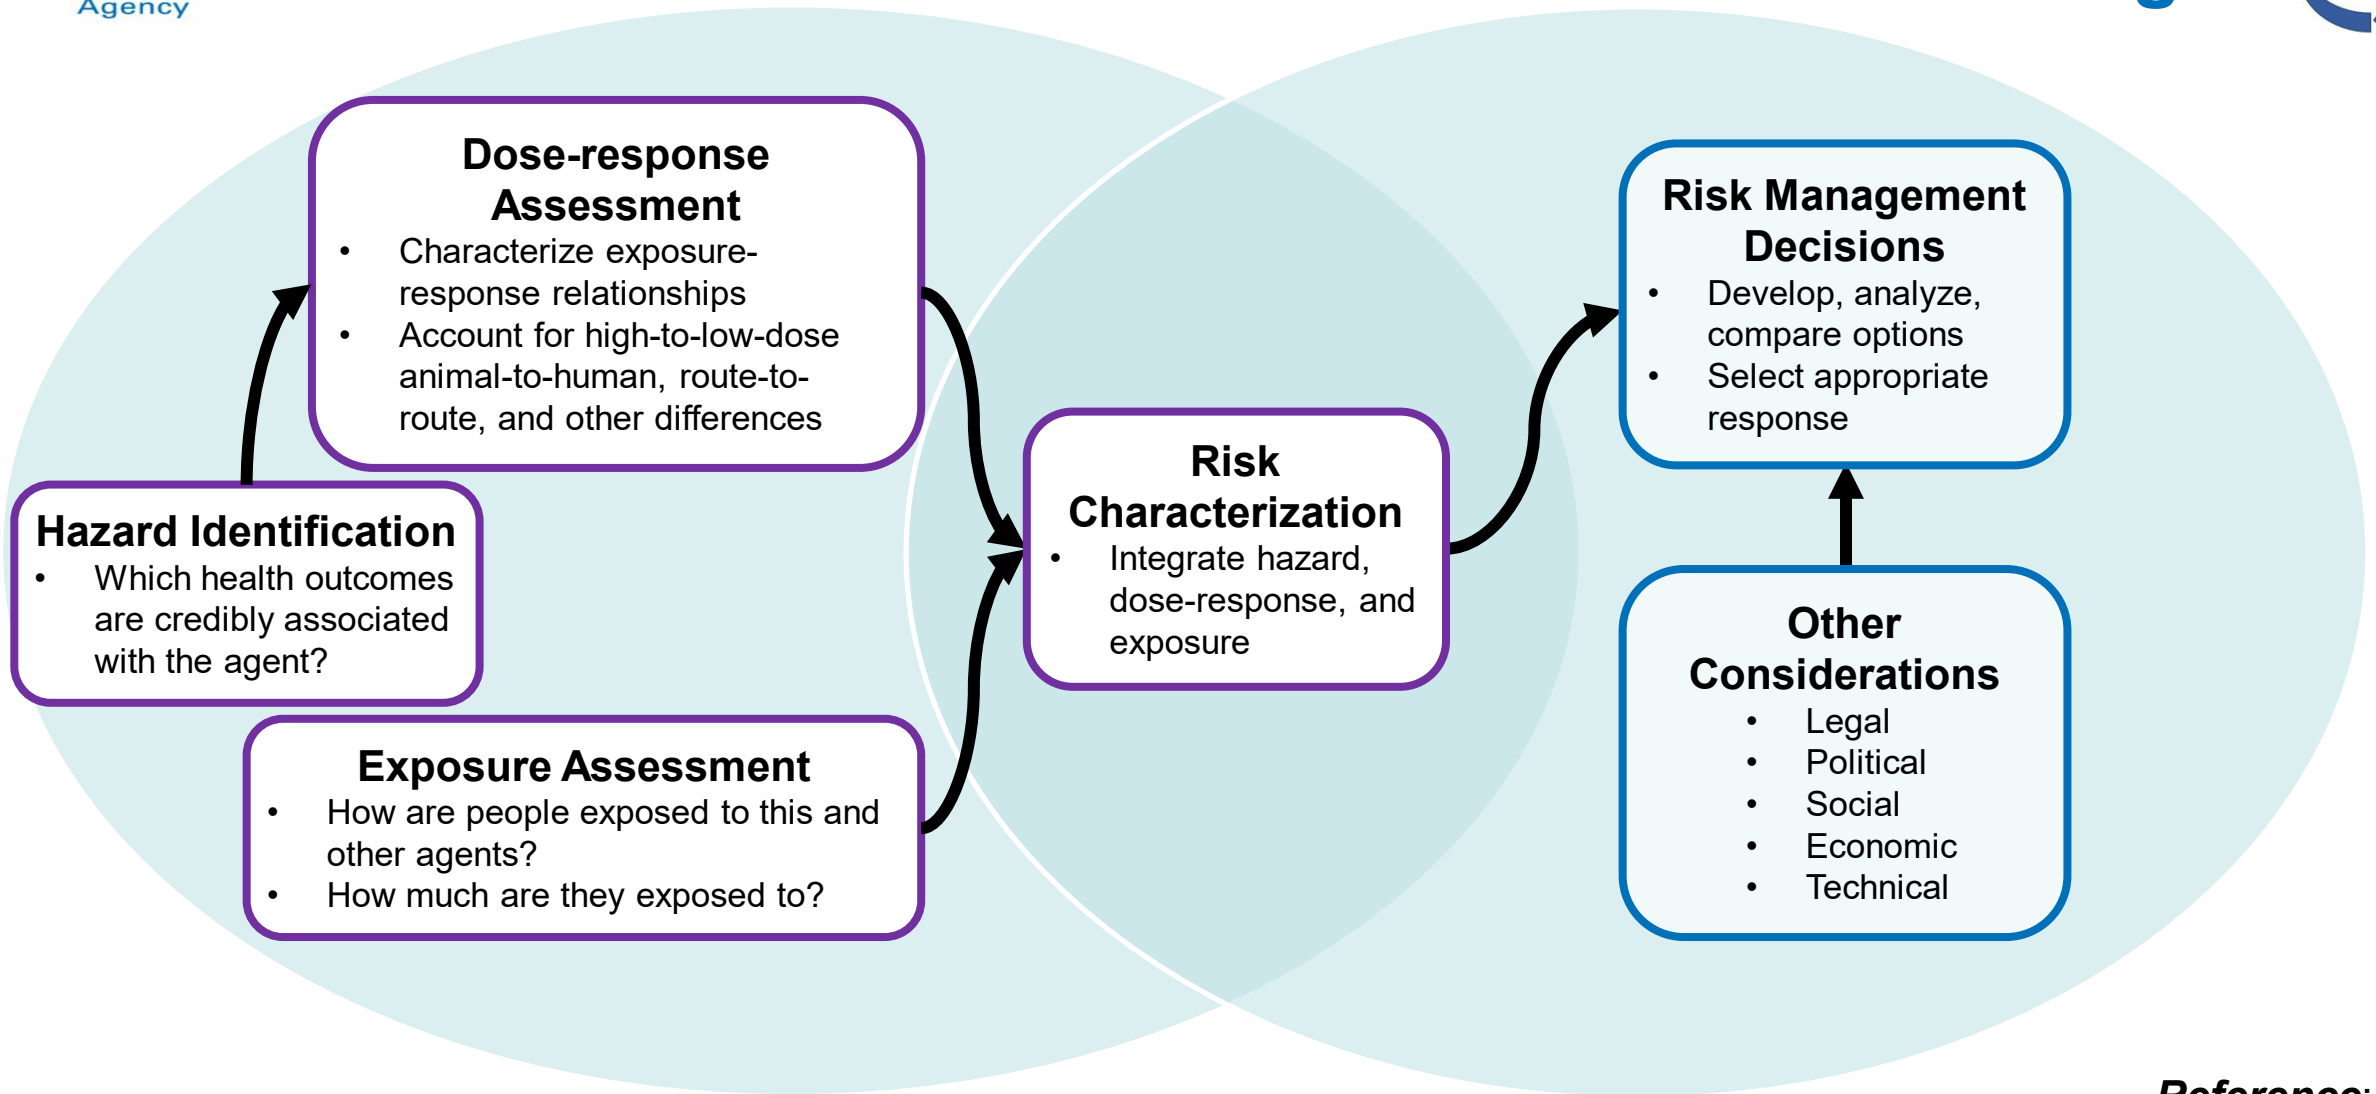 Agency
Dose-response
Assessment
• Characterize exposure-
response relationships
• Account for high-to-low-dose
animal-to-human, route-to-
route, and other differences
Hazard Identification
• Which health outcomes
are credibly associated
with the agent?
Exposure Assessment
• How are people exposed to this and
other agents?
• How much are they exposed to?
Risk
Characterization
• Integrate hazard,
dose-response, and
exposure
Risk Management
Decisions
• Develop, analyze,
compare options
• Select appropriate
response
Other
Considerations
• Legal
• Political
• Social
• Economic
• Technical
Reference: